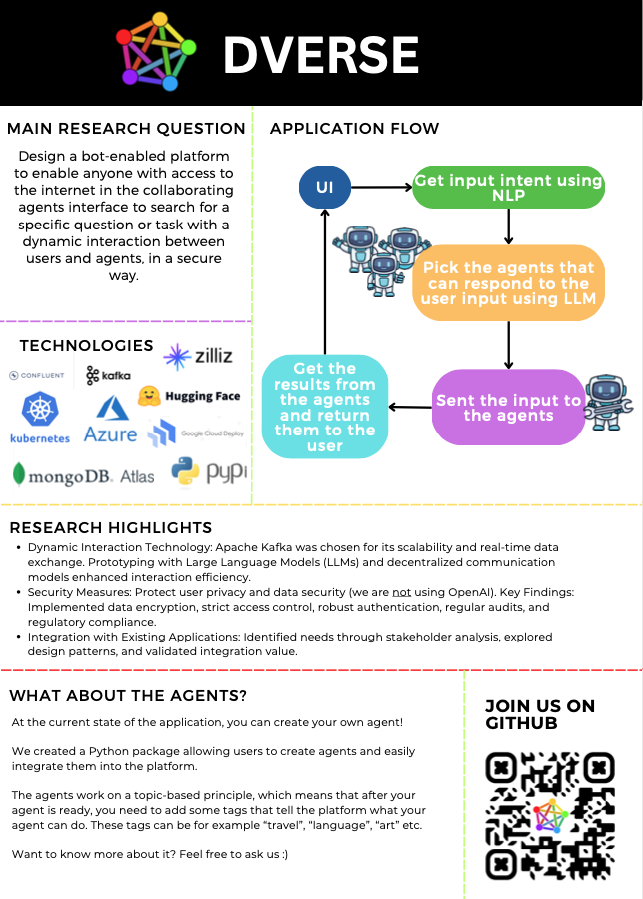 DVERSE
MAIN RESEARCH QUESTION
Design a bot-enabled platform
to enable anyone with access to
the internet in the collaborating
agents interface to search for a
specific question or task with a
dynamic interaction between
users and agents, in a secure
way.
TECHNOLOGIES
zilliz
CONFLUENT
kafka
Hugging Face
kubernetes
Azure
Google Cloud Deploy
mongoDB. Atlas
pypi
APPLICATION FLOW
UI
Get input intent using
NLP
Pick the agents that
can respond to the
user input using LLM
Sent the input to
the agents
Get the
results from
the agents
and return
them to the
user
RESEARCH HIGHLIGHTS
• Dynamic Interaction Technology: Apache Kafka was chosen for its scalability and real-time data
exchange. Prototyping with Large Language Models (LLMs) and decentralized communication
models enhanced interaction efficiency.
• Security Measures: Protect user privacy and data security (we are not using OpenAI). Key Findings:
Implemented data encryption, strict access control, robust authentication, regular audits, and
regulatory compliance.
• Integration with Existing Applications: Identified needs through stakeholder analysis, explored
design patterns, and validated integration value.
WHAT ABOUT THE AGENTS?
At the current state of the application, you can create your own agent!
We created a Python package allowing users to create agents and easily
integrate them into the platform.
The agents work on a topic-based principle, which means that after your
agent is ready, you need to add some tags that tell the platform what your
agent can do. These tags can be for example “travel”, “language”, “art” etc.
Want to know more about it? Feel free to ask us :)
JOIN US ON
GITHUB